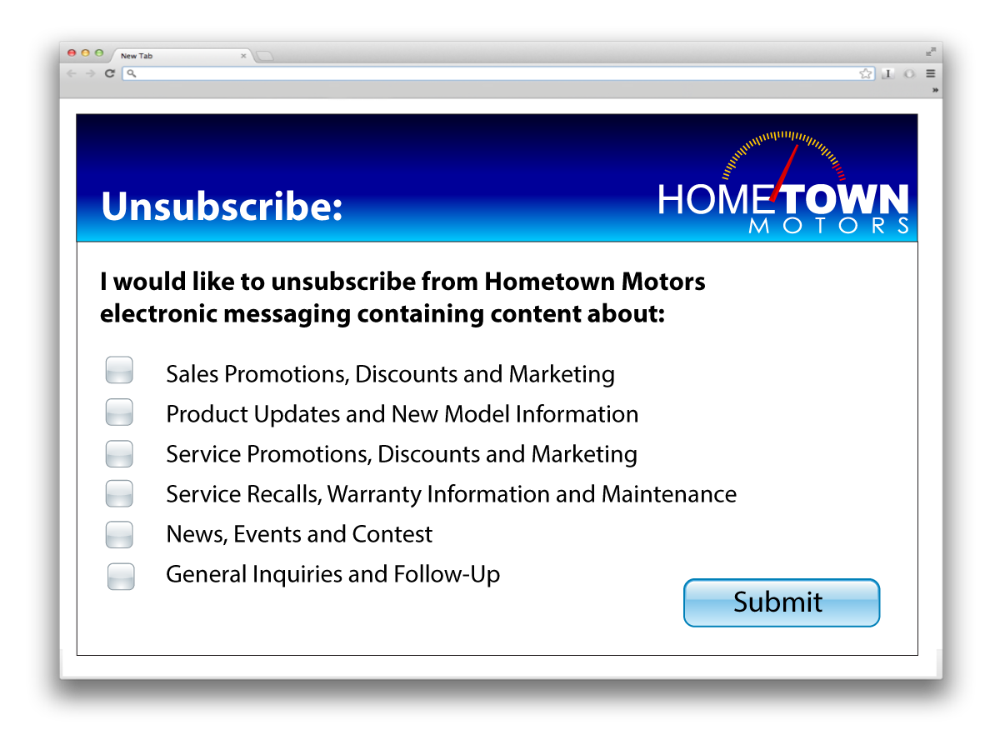 New Tab
Unsubscribe:
HOMETOWN
MOTORS
I would like to unsubscribe from Hometown Motors
electronic messaging containing content about:
Sales Promotions, Discounts and Marketing
Product Updates and New Model Information
Service Promotions, Discounts and Marketing
Service Recalls, Warranty Information and Maintenance
News, Events and Contest
General Inquiries and Follow-Up
Submit